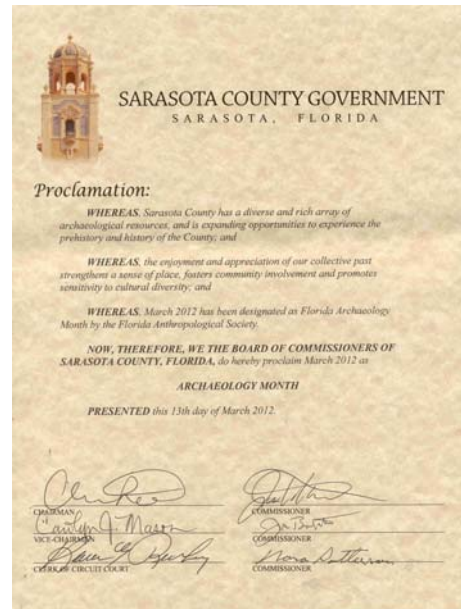 SARASOTA COUNTY GOVERNMENT
SARASOTA, FLORIDA
Proclamation:
WHEREAS, Sarasota County has a diverse and rich array of
archaeological resources, and is expanding opportunities to experience the
prehistory and history of the County; and
WHEREAS, the enjoyment and appreciation of our collective past
strengthens a sense of place, fosters community involvement and promotes
sensitivity to cultural diversity; and
WHEREAS, March 2012 has been designated as Florida Archaeology
Month by the Florida Anthropological Society.
NOW, THEREFORE, WE THE BOARD OF COMMISSIONERS OF
SARASOTA COUNTY, FLORIDA, do hereby proclaim March 2012 as
ARCHAEOLOGY MONTH
PRESENTED this 13th day of March 2012.
CHAIRMAN
COMMISSIONER
Carolyn J. Mason
VICE-CHAIRMAN
COMMISSIONER
CLERK OF CIRCUIT COURT
Nora Patterson
COMMISSIONER